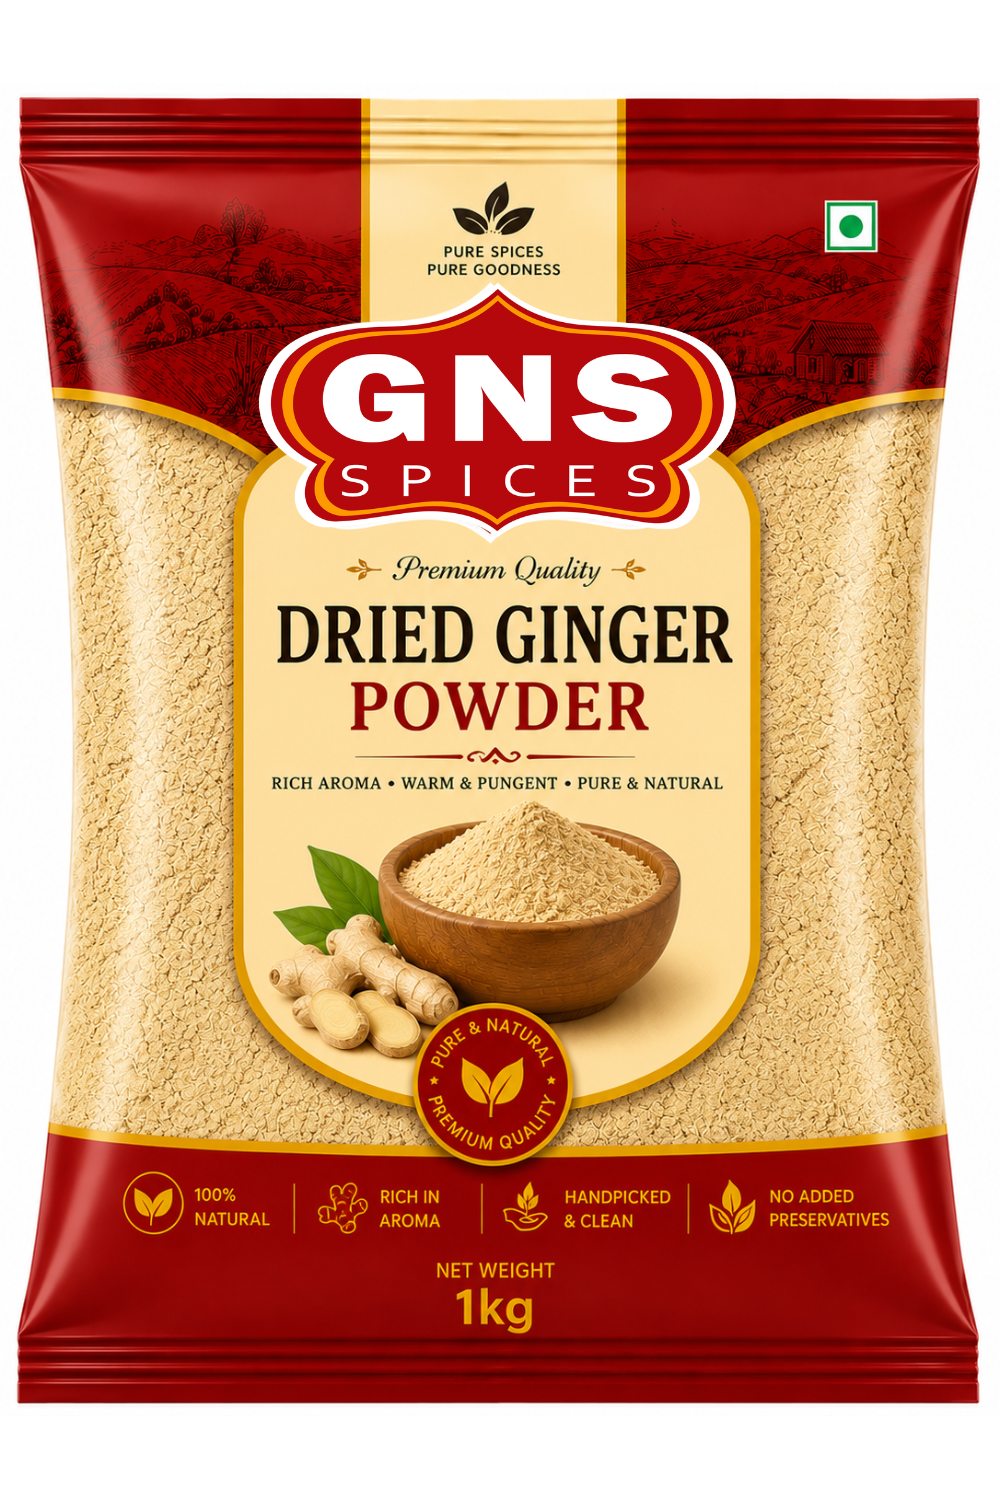 PURE SPICES
PURE GOODNESS
GNS
SPICES
Premium Quality
DRIED GINGER
POWDER
RICH AROMA • WARM & PUNGENT • PURE & NATURAL
PURE & NATURAL
PREMIUM QUALITY
100%
NATURAL
RICH IN
AROMA
HANDPICKED
& CLEAN
NO ADDED
PRESERVATIVES
NET WEIGHT
1kg